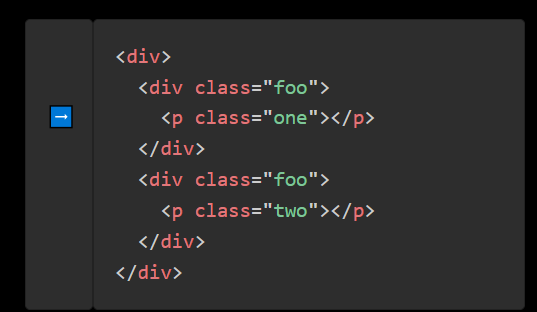 <div>
  <div class="foo">
→    <p class="one"></p>
  </div>
  <div class="foo">
    <p class="two"></p>
  </div>
</div>